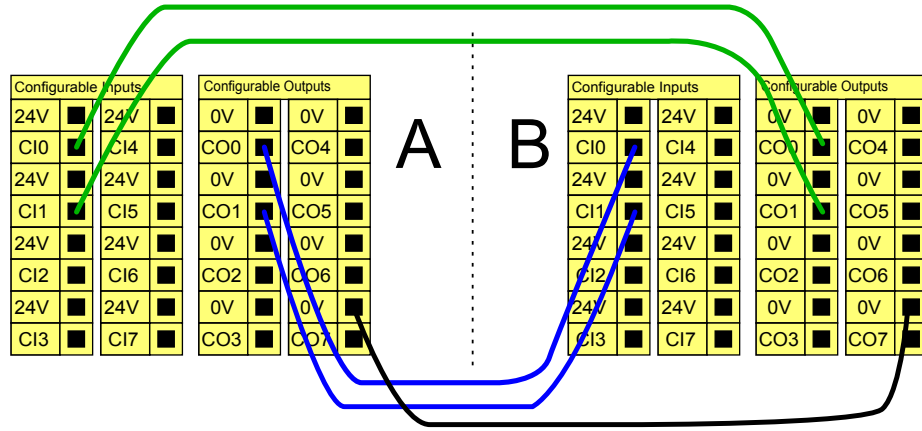 Configurable Inputs
24V 24V
CI0 CI4
24V 24V
CI1 CI5
24V 24V
CI2 CI6
24V 24V
CI3 CI7
Configurable Outputs
0V 0V
CO0 CO4
0V 0V
CO1 CO5
0V 0V
CO2 CO6
0V 0V
CO3 CO7
A
B
Configurable Inputs
24V 24V
CI0 CI4
24V 24V
CI1 CI5
24V 24V
CI2 CI6
24V 24V
CI3 CI7
Configurable Outputs
0V 0V
CO0 CO4
0V 0V
CO1 CO5
0V 0V
CO2 CO6
0V 0V
CO3 CO7